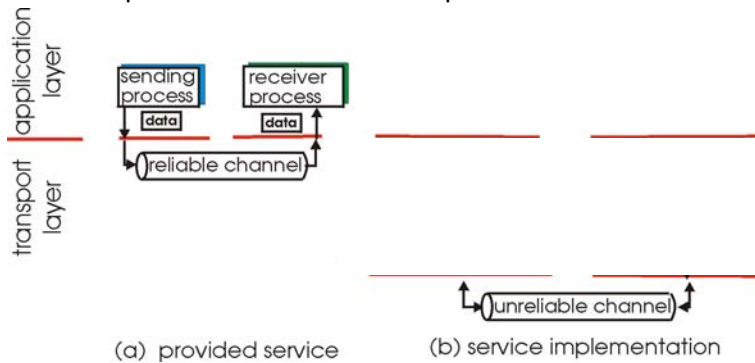 application
layer
transport
layer
sending
process
receiver
process
data
data
reliable channel
unreliable channel
(a) provided service
(b) service implementation